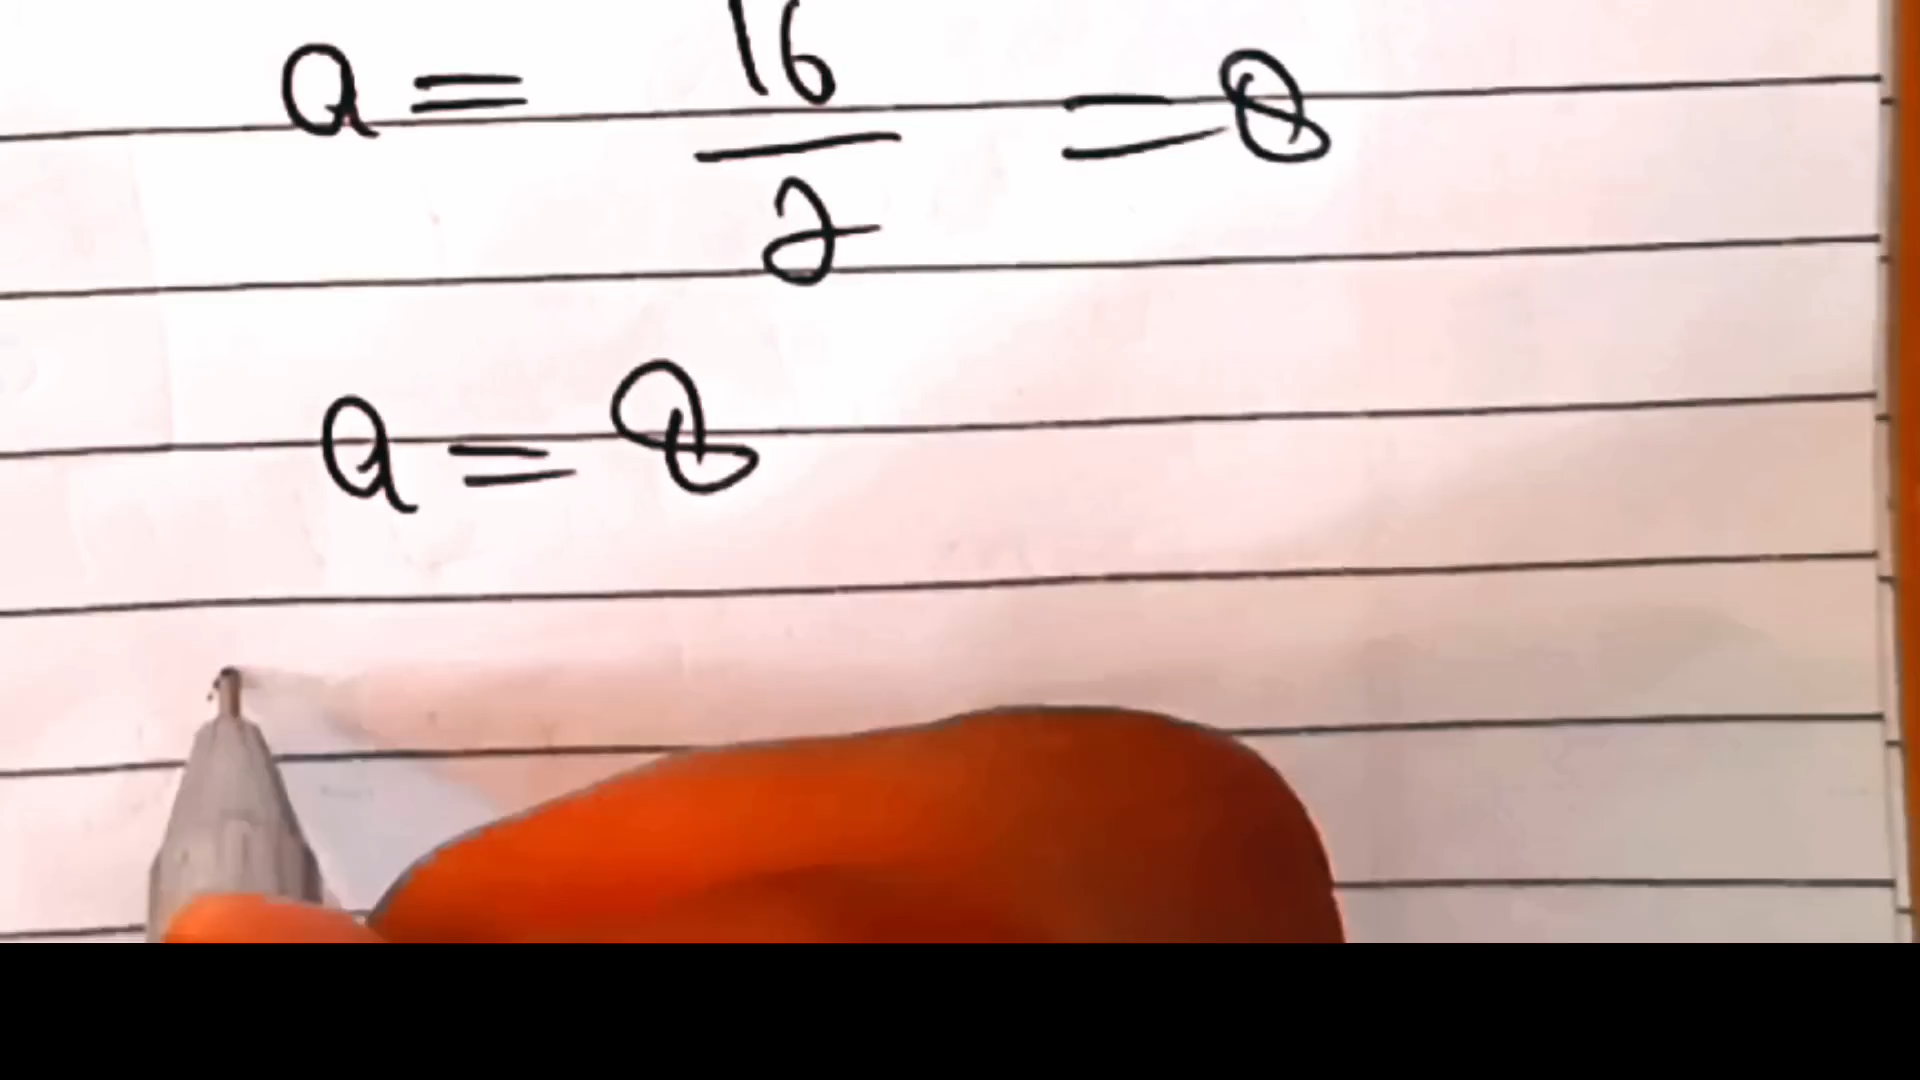 a = 16/2 = 8
a = 8